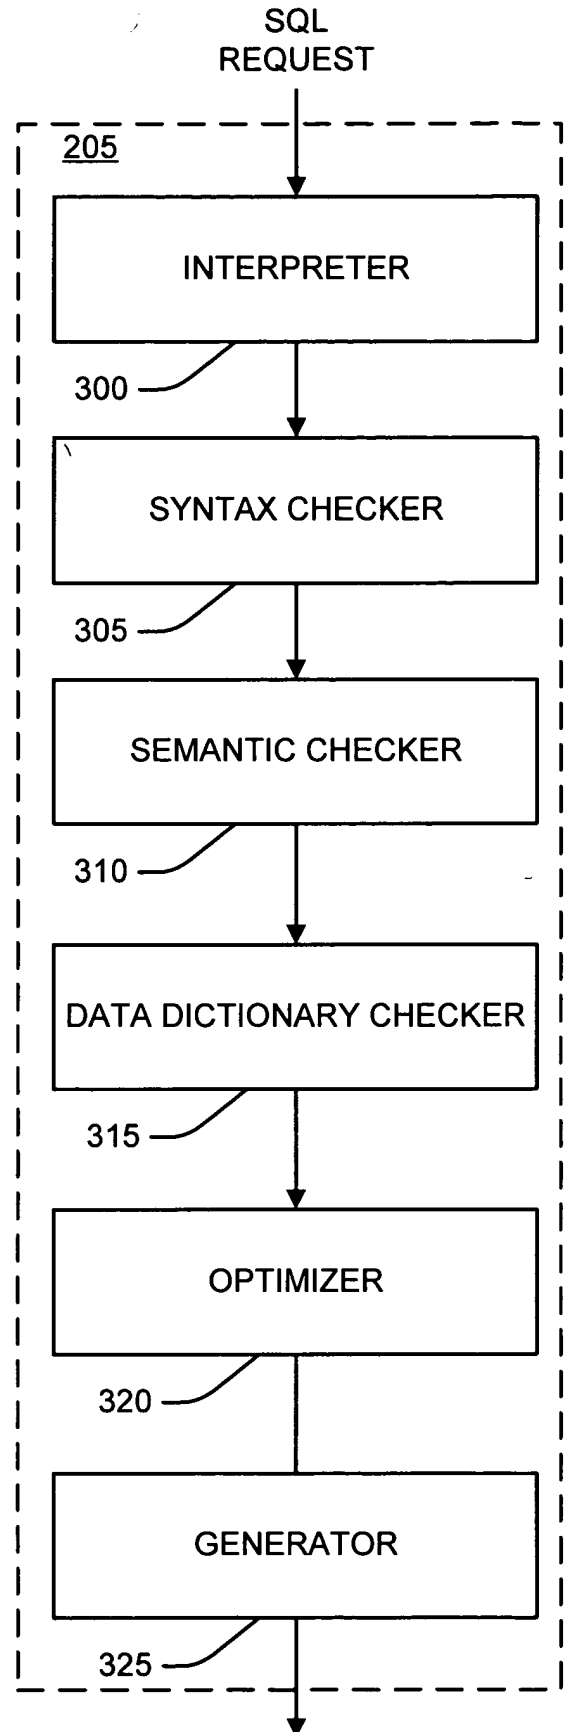 SQL
REQUEST
205
INTERPRETER
300
SYNTAX CHECKER
305
SEMANTIC CHECKER
310
DATA DICTIONARY CHECKER
315
OPTIMIZER
320
GENERATOR
325